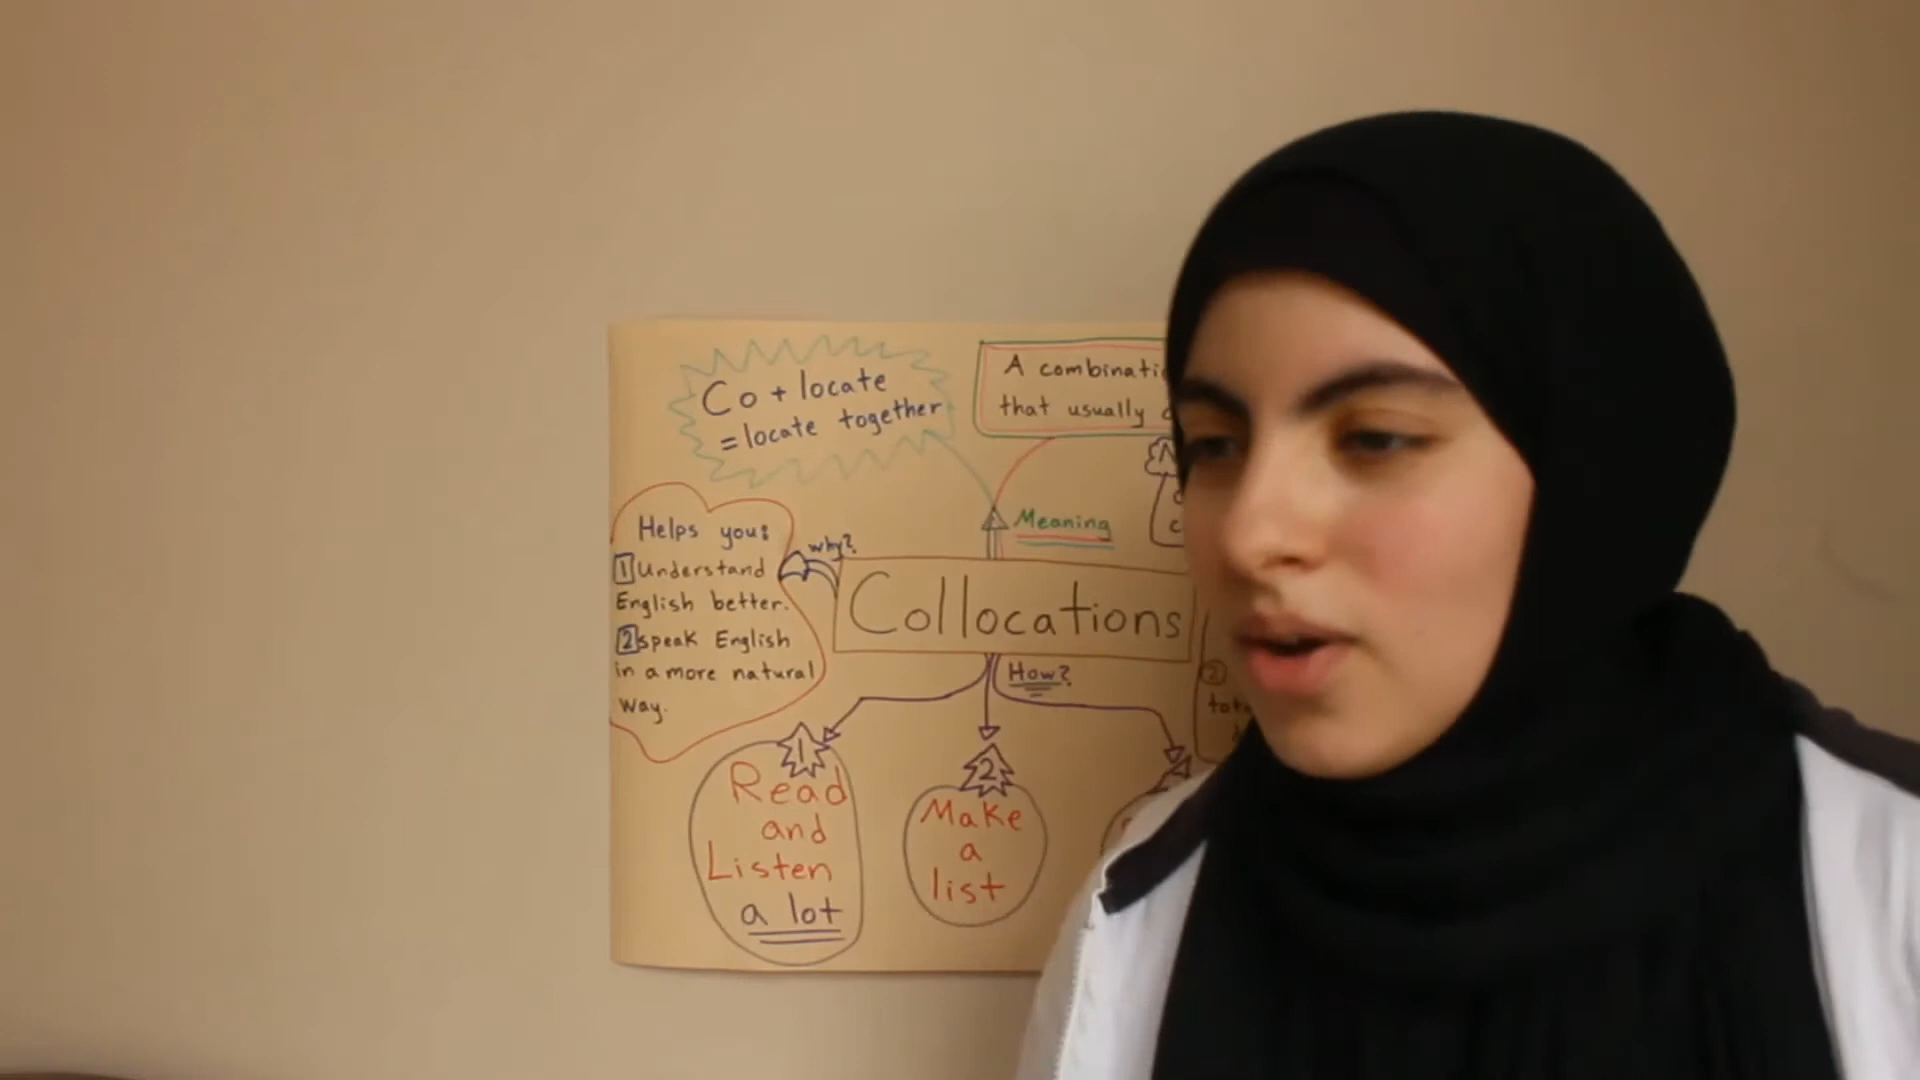 Co + locate
= locate together
A
that usually
Meaning
Helps you:
1 Understand
English better.
2 speak English
in a more natural
way.
why?
Collocations
How?
1
Read
and
Listen
a lot
2
Make
a
list
2